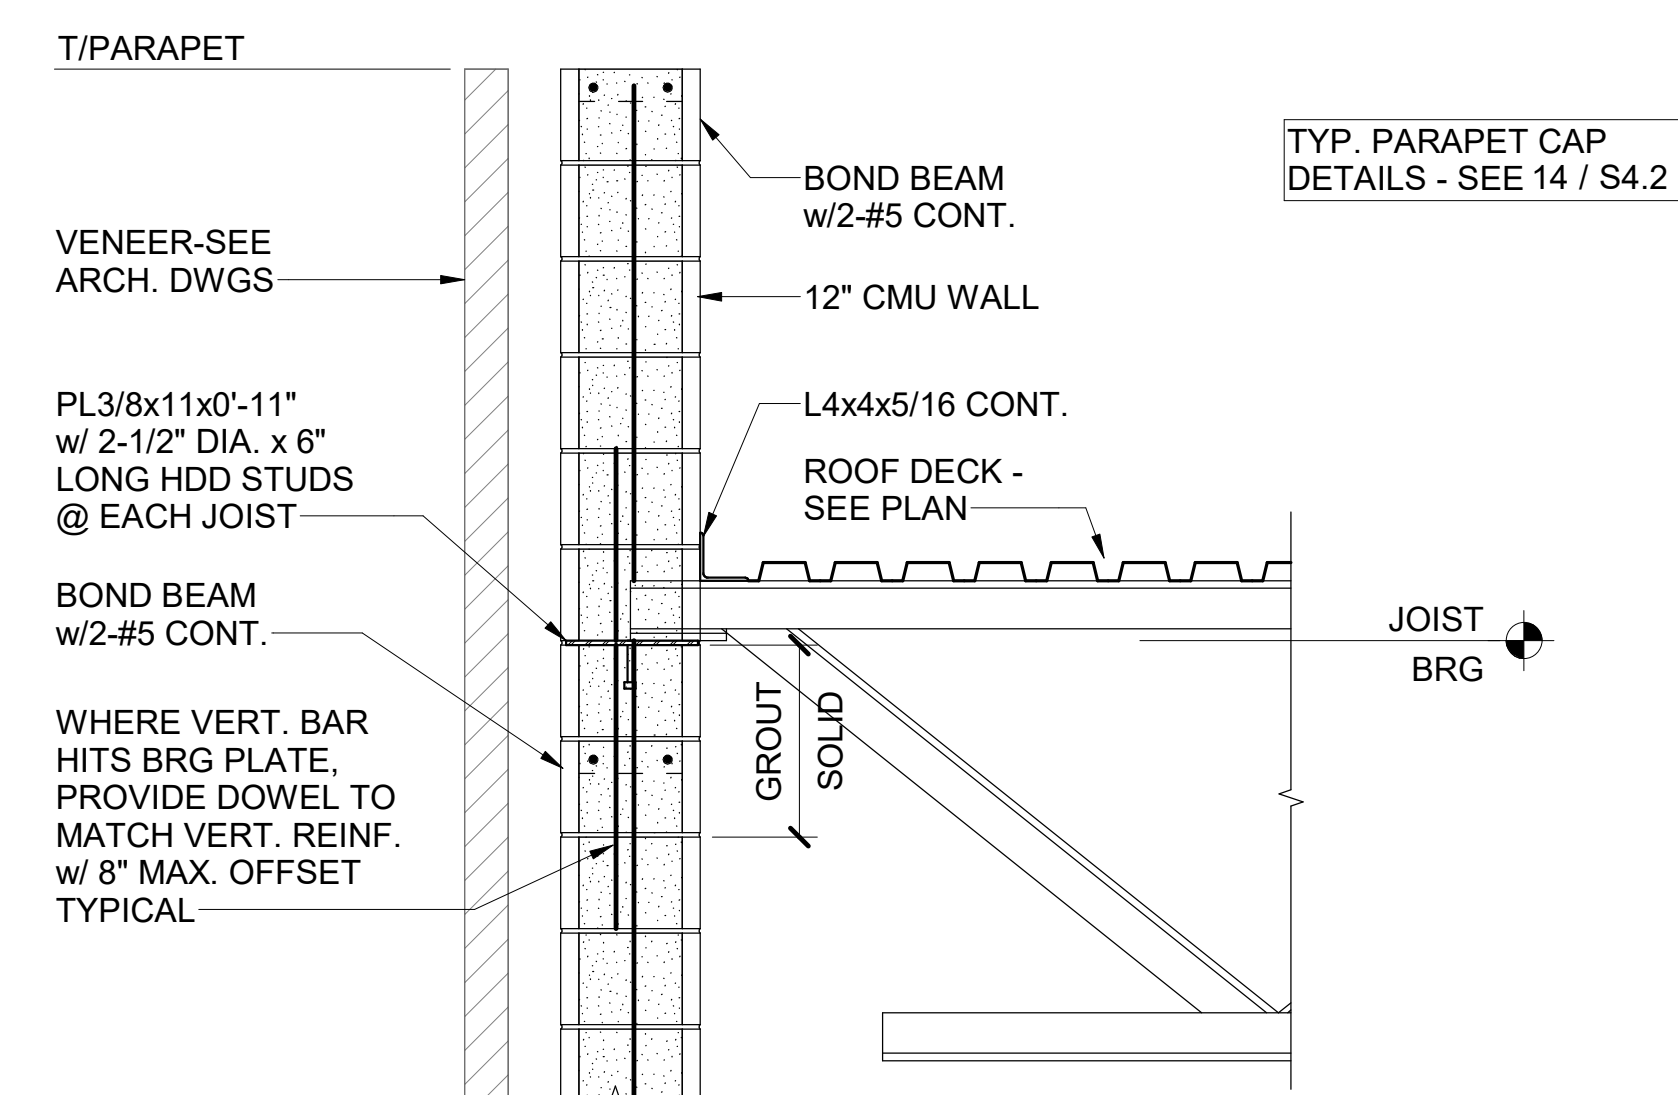 T/PARAPET
VENEER-SEE
ARCH. DWGS
PL3/8x11x0'-11"
w/ 2-1/2" DIA. x 6"
LONG HDD STUDS
@ EACH JOIST
BOND BEAM
w/2-#5 CONT.
WHERE VERT. BAR
HITS BRG PLATE,
PROVIDE DOWEL TO
MATCH VERT. REINF.
w/ 8" MAX. OFFSET
TYPICAL
BOND BEAM
w/2-#5 CONT.
12" CMU WALL
L4x4x5/16 CONT.
ROOF DECK -
SEE PLAN
GROUT
SOLID
TYP. PARAPET CAP
DETAILS - SEE 14 / S4.2
JOIST
BRG